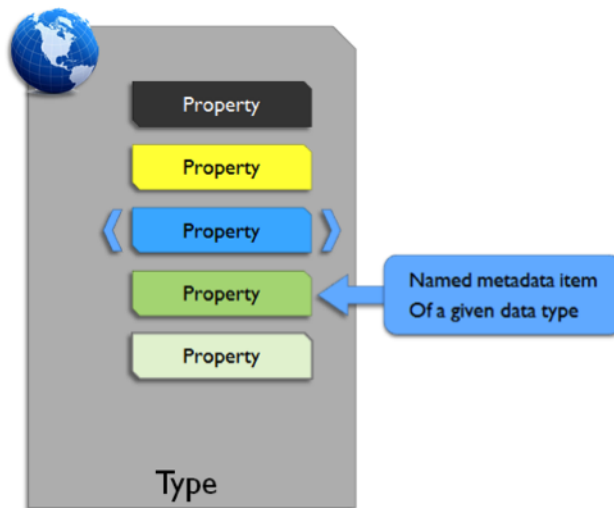 Property
Property
Property
Property
Property
Named metadata item
Of a given data type
Type